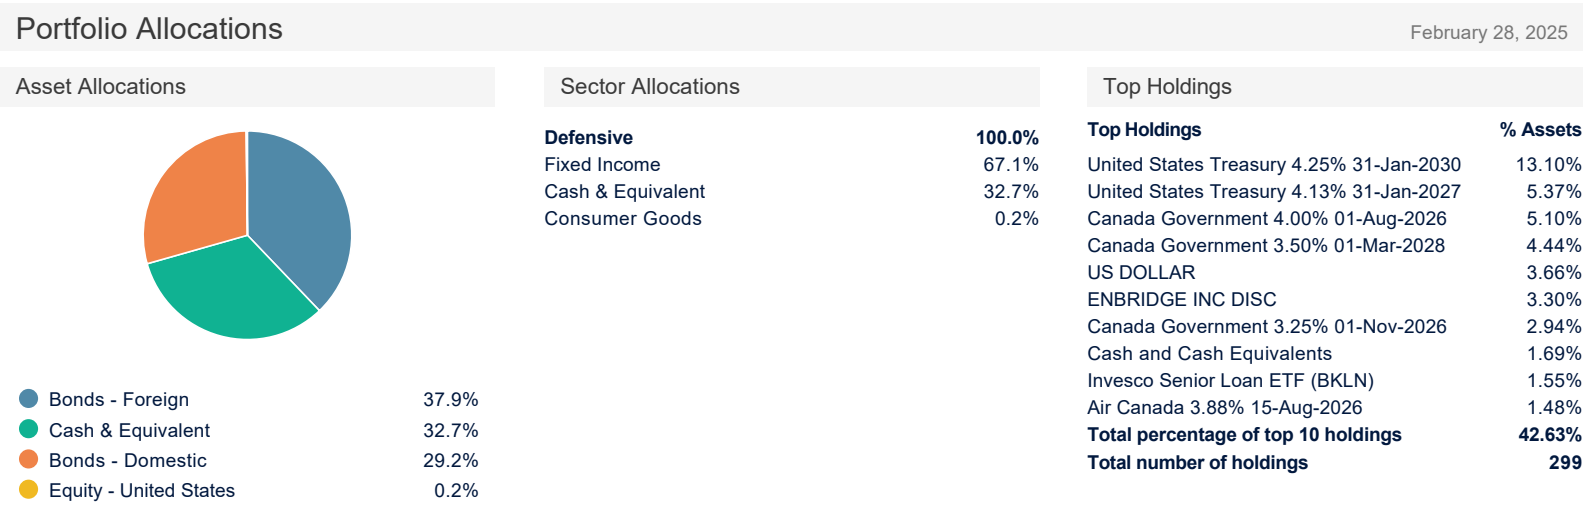 Portfolio Allocations
February 28, 2025
Asset Allocations
Bonds - Foreign 37.9%
Cash & Equivalent 32.7%
Bonds - Domestic 29.2%
Equity - United States 0.2%
Sector Allocations
Defensive 100.0%
Fixed Income 67.1%
Cash & Equivalent 32.7%
Consumer Goods 0.2%
Top Holdings
Top Holdings % Assets
United States Treasury 4.25% 31-Jan-2030 13.10%
United States Treasury 4.13% 31-Jan-2027 5.37%
Canada Government 4.00% 01-Aug-2026 5.10%
Canada Government 3.50% 01-Mar-2028 4.44%
US DOLLAR 3.66%
ENBRIDGE INC DISC 3.30%
Canada Government 3.25% 01-Nov-2026 2.94%
Cash and Cash Equivalents 1.69%
Invesco Senior Loan ETF (BKLN) 1.55%
Air Canada 3.88% 15-Aug-2026 1.48%
Total percentage of top 10 holdings 42.63%
Total number of holdings 299